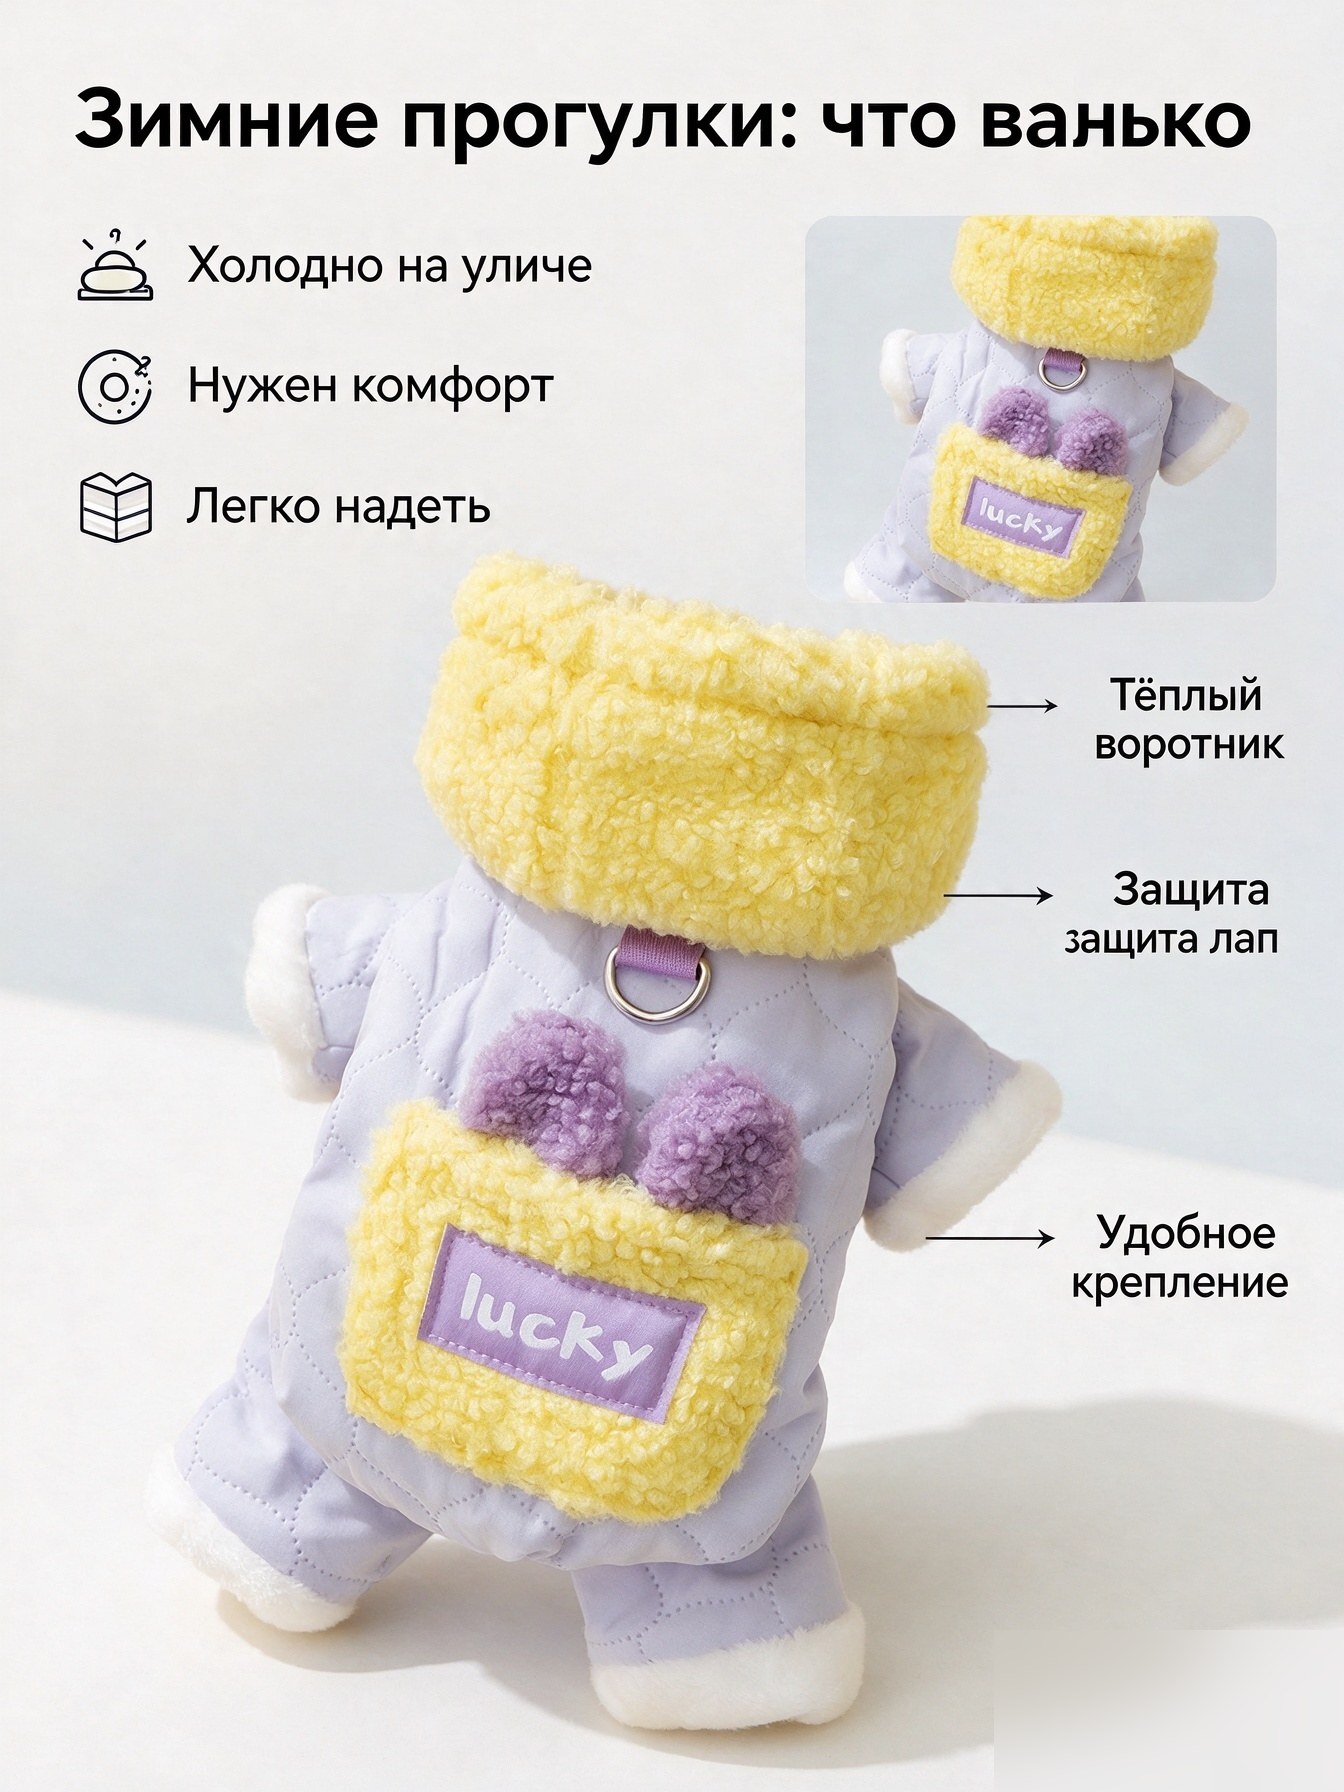 Зимние прогулки: что ванько
Холодно на уличе
Нужен комфорт
Легко надеть
lucky
Тёплый
воротник
Защита
защита лап
Удобное
крепление
lucky